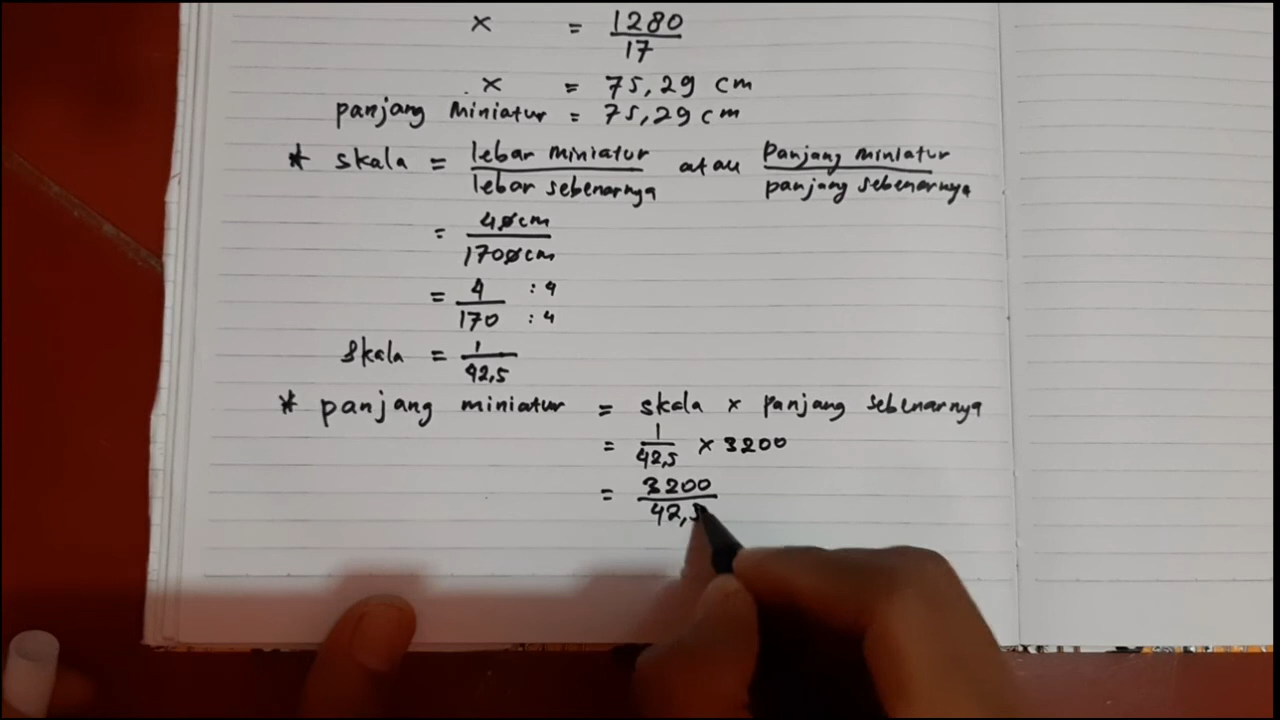 x = 1280/17
x = 75,29 cm
panjang miniatur = 75,29 cm
* skala = lebar miniatur/lebar sebenarnya atau Panjang miniatur/panjang sebenarnya
= 40cm/1700cm
= 4/170 :4 :4
skala = 1/42,5
* panjang miniatur = skala x panjang sebenarnya
= 1/42,5 x 3200
= 3200/42,5